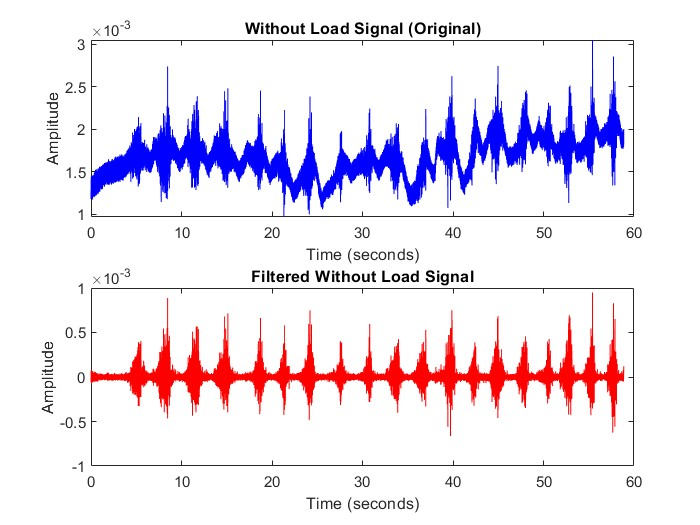 Without Load Signal (Original)
×10-3
3
2.5
2
1.5
1
Amplitude
0 10 20 30 40 50 60
Time (seconds)
Filtered Without Load Signal
×10-3
1
0.5
0
-0.5
-1
Amplitude
0 10 20 30 40 50 60
Time (seconds)